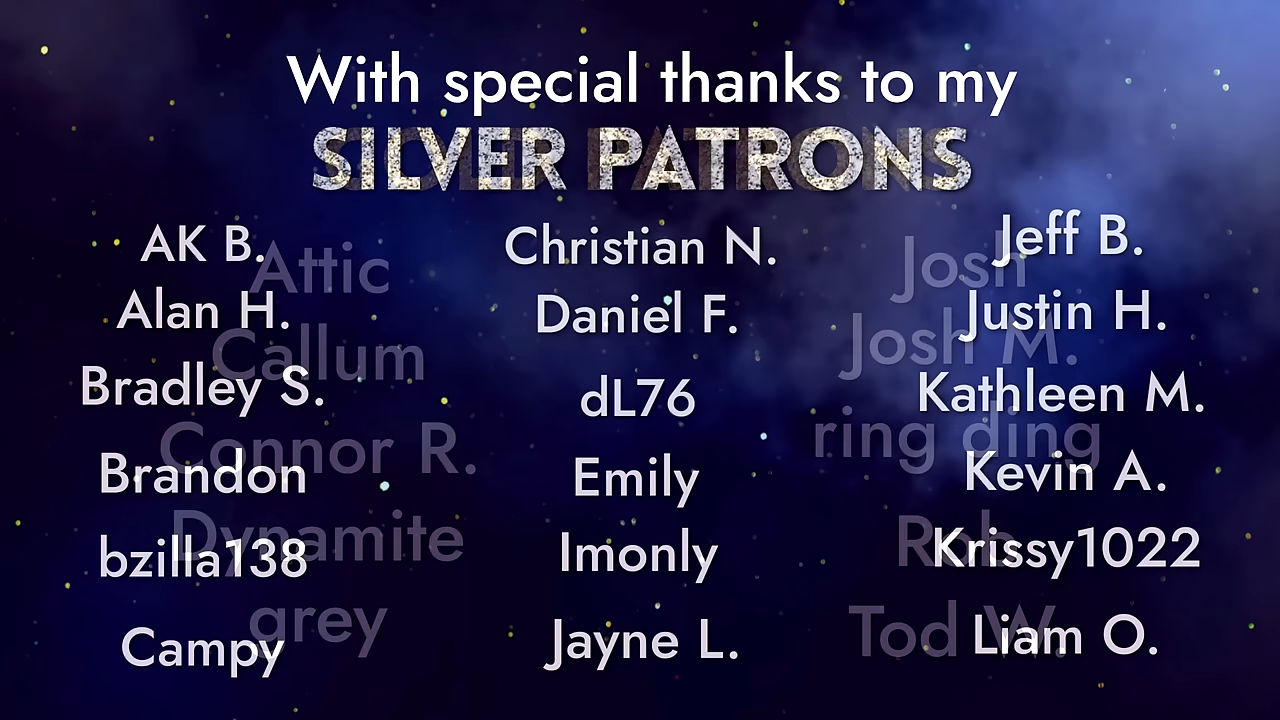 With special thanks to my
SILVER PATRONS
AK B.
Alan H.
Bradley S.
Brandon
bzilla138
Campy
Christian N.
Daniel F.
dL76
Emily
Imonly
Jayne L.
Jeff B.
Justin H.
Kathleen M.
Kevin A.
Krissy1022
Liam O.
Attic
Callum
Connor R.
Dynamite
grey
Josh
Josh M.
ring ding
Rob
Tod W.